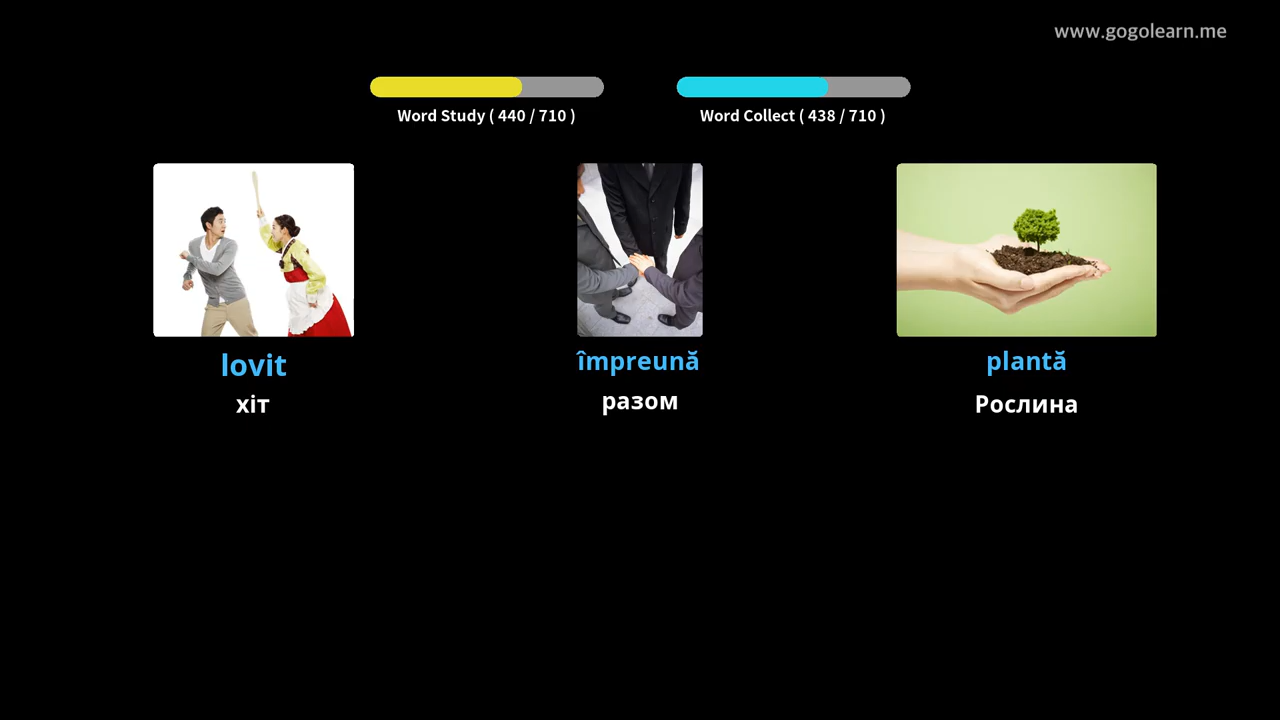 www.gogolearn.me
Word Study ( 440 / 710 )
Word Collect ( 438 / 710 )
lovit
хіт
împreună
разом
plantă
Рослина